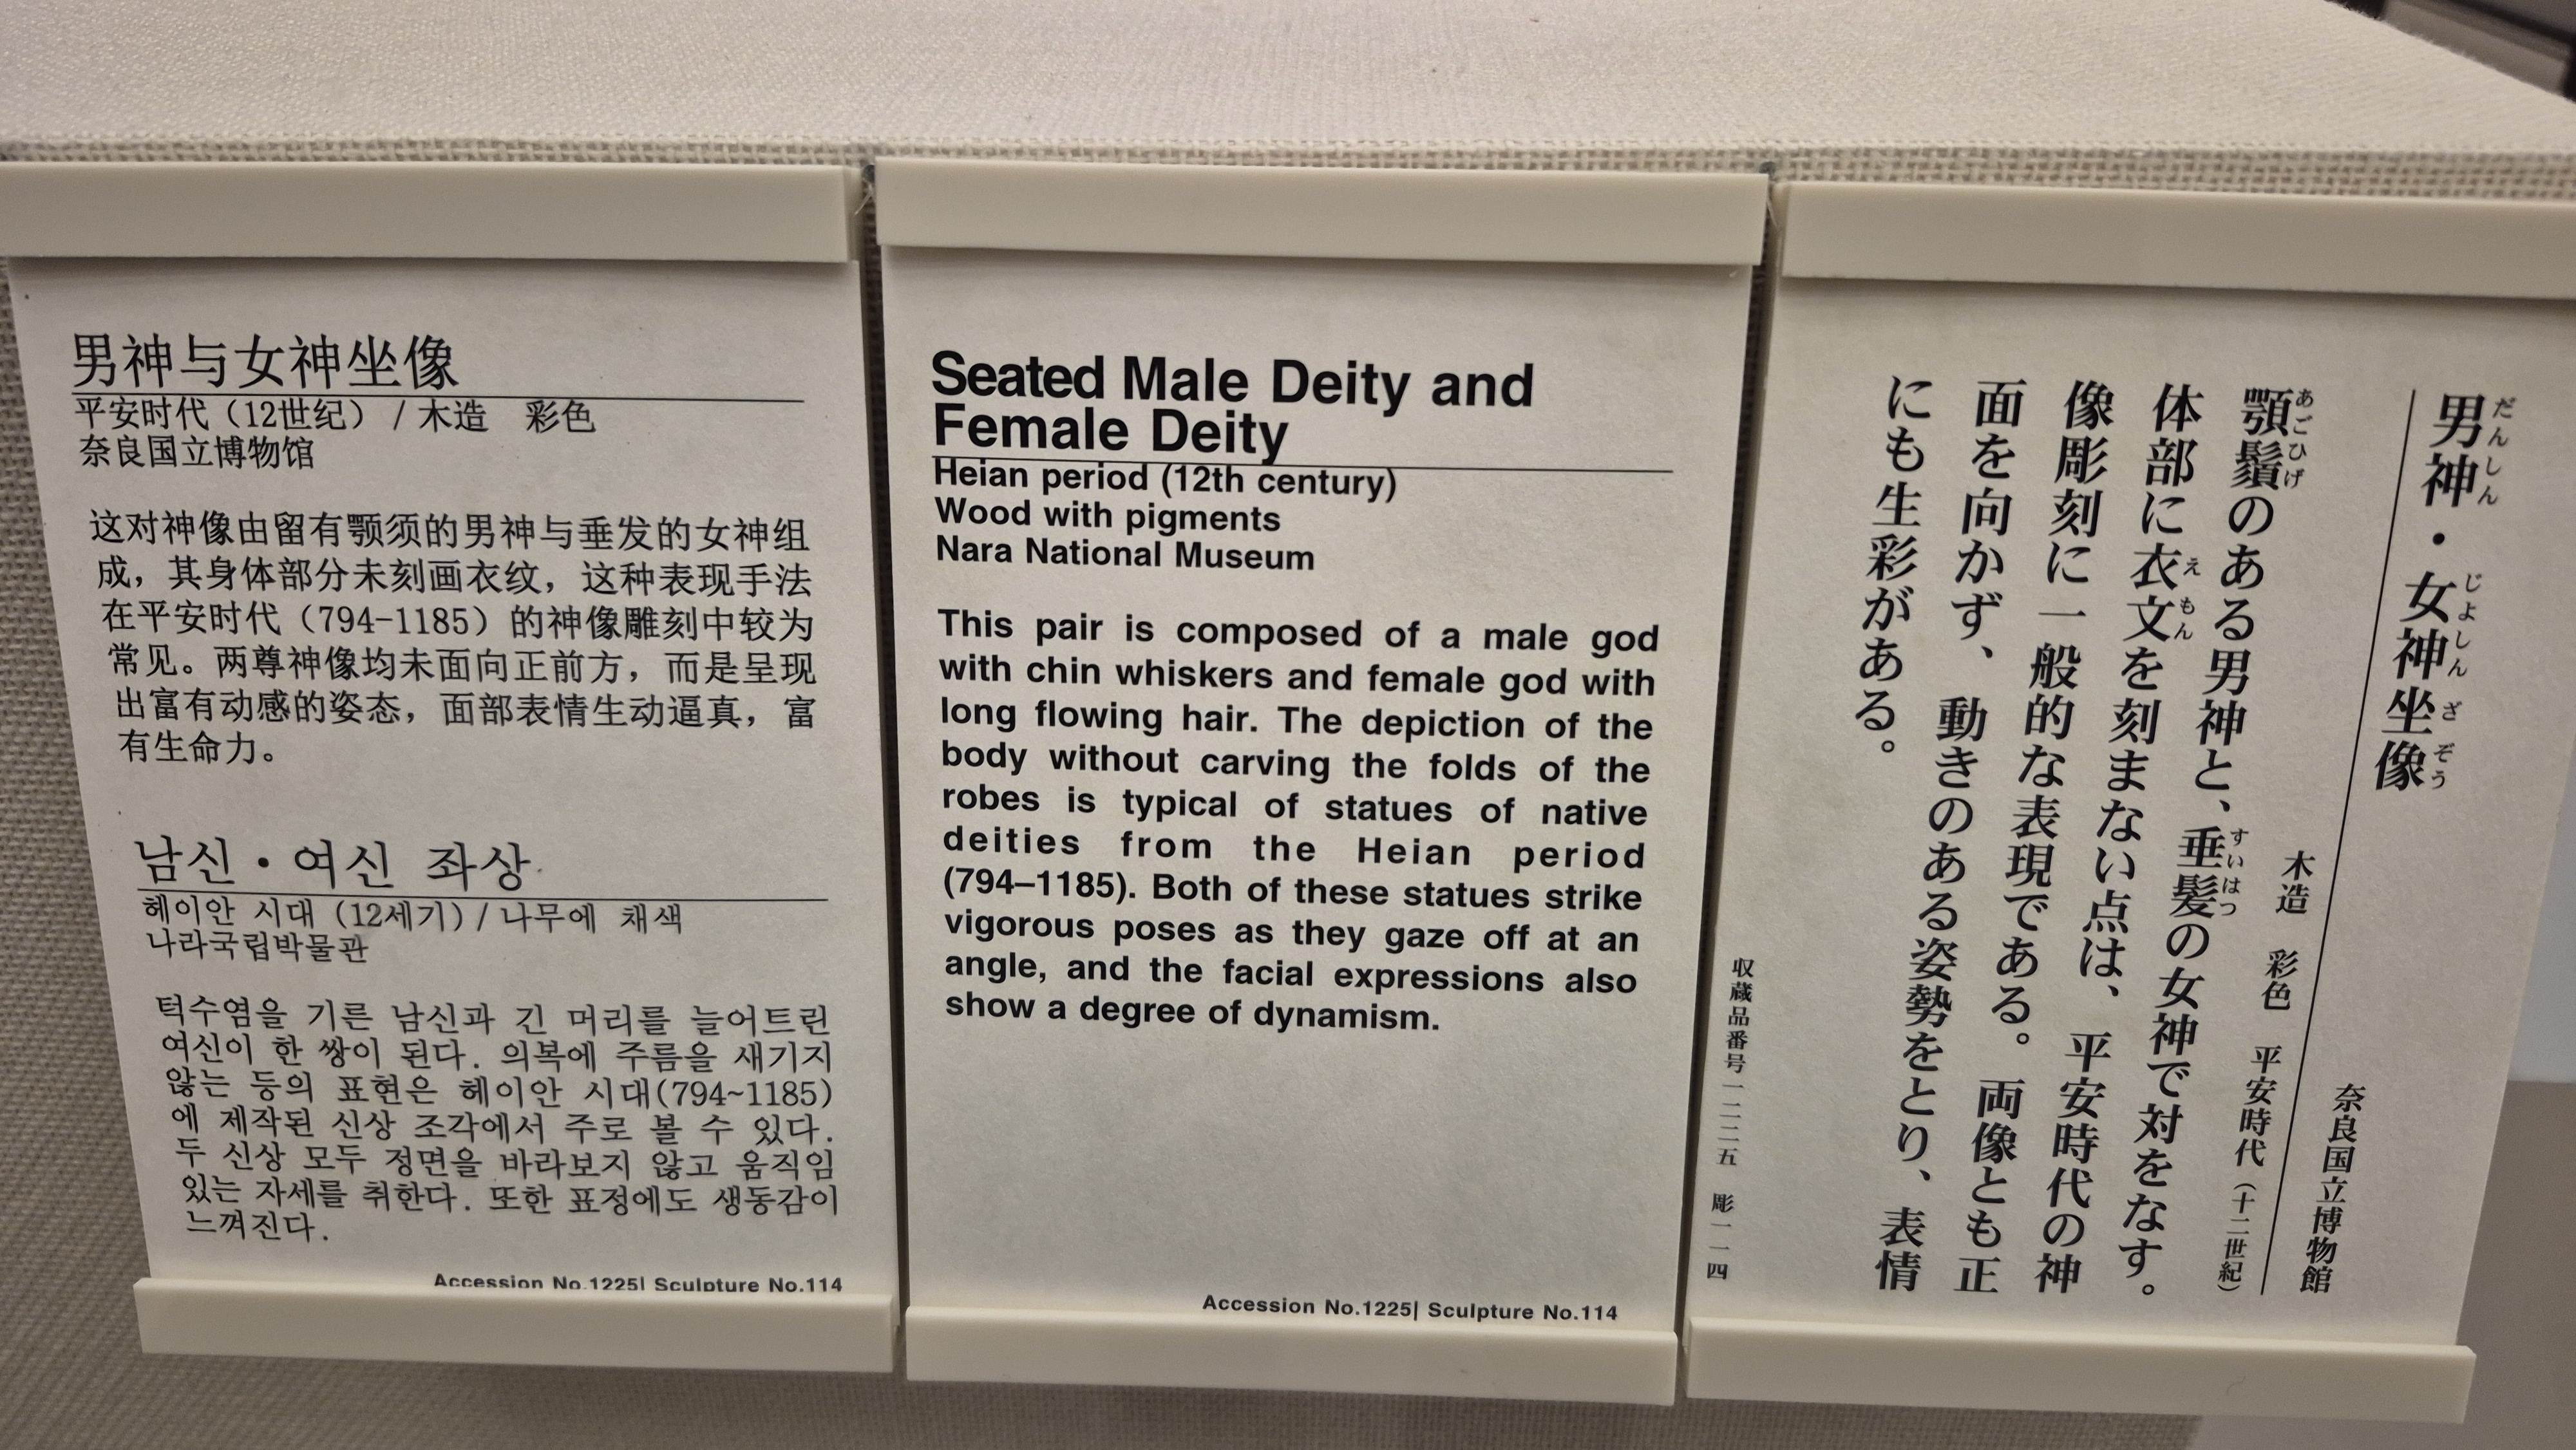 男神与女神坐像
平安时代（12世纪）/ 木造　彩色
奈良国立博物馆
这对神像由留有颚须的男神与垂发的女神组
成，其身体部分未刻画衣纹，这种表现手法
在平安时代（794-1185）的神像雕刻中较为
常见。两尊神像均未面向正前方，而是呈现
出富有动感的姿态，面部表情生动逼真，富
有生命力。
남신・여신 좌상
헤이안 시대 (12세기) / 나무에 채색
나라국립박물관
턱수염을 기른 남신과 긴 머리를 늘어트린
여신이 한 쌍이 된다. 의복에 주름을 새기지
않는 등의 표현은 헤이안 시대(794~1185)
에 제작된 신상 조각에서 주로 볼 수 있다.
두 신상 모두 정면을 바라보지 않고 움직임
있는 자세를 취한다. 또한 표정에도 생동감이
느껴진다.
Accession No.1225| Sculpture No.114
Seated Male Deity and
Female Deity
Heian period (12th century)
Wood with pigments
Nara National Museum
This pair is composed of a male god
with chin whiskers and female god with
long flowing hair. The depiction of the
body without carving the folds of the
robes is typical of statues of native
deities from the Heian period
(794–1185). Both of these statues strike
vigorous poses as they gaze off at an
angle, and the facial expressions also
show a degree of dynamism.
Accession No.1225| Sculpture No.114
だんしん じよしんざぞう
男神・女神坐像
奈良国立博物館
木造　彩色　平安時代（十二世紀）
あごひげ すいはつ
顎鬚のある男神と、垂髪の女神で対をなす。
えもん
体部に衣文を刻まない点は、平安時代の神
像彫刻に一般的な表現である。両像とも正
面を向かず、動きのある姿勢をとり、表情
にも生彩がある。
収蔵品番号一二二五　彫一一四